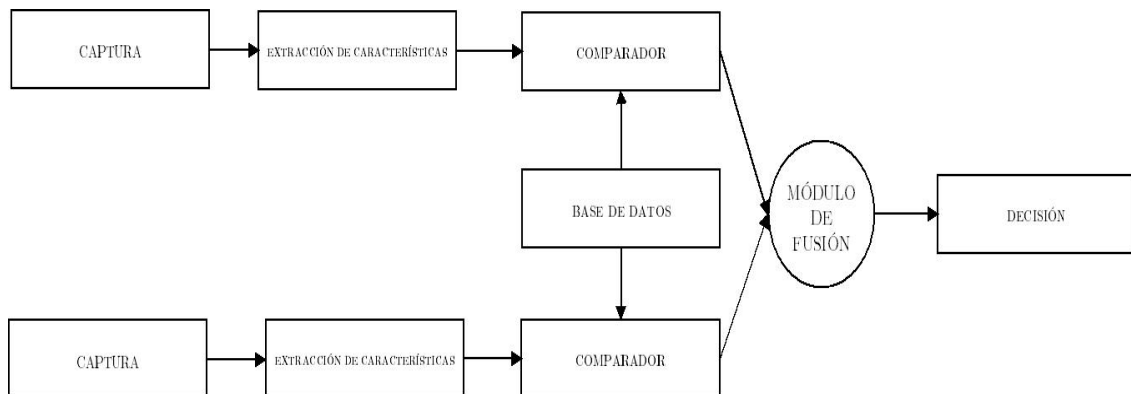 CAPTURA
EXTRACCIÓN DE CARACTERÍSTICAS
COMPARADOR
BASE DE DATOS
MÓDULO
DE
FUSIÓN
DECISIÓN
CAPTURA
EXTRACCIÓN DE CARACTERÍSTICAS
COMPARADOR